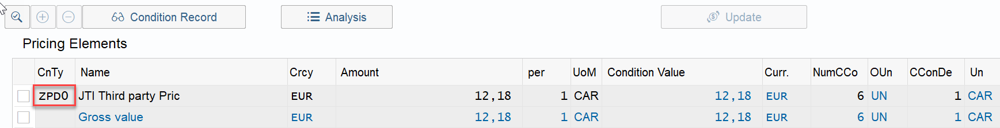 Condition Record Analysis Update
Pricing Elements
CnTy Name Crcy Amount per UoM Condition Value Curr. NumCCo OUn CConDe Un
ZPD0 JTI Third party Pric EUR 12,18 1 CAR 12,18 EUR 6 UN 1 CAR
Gross value EUR 12,18 1 CAR 12,18 EUR 6 UN 1 CAR